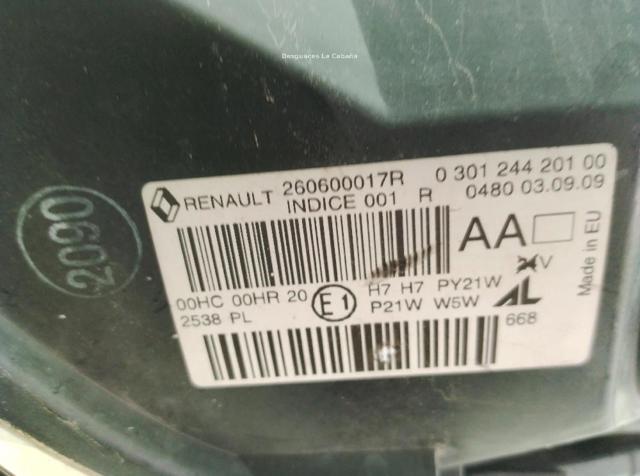 Desguaces La Cabaña
RENAULT 260600017R 0 301 244 201 00
INDICE 001 R 0480 03.09.09
AA
Made in EU
V
00HC 00HR 20 E1 H7 H7 PY21W
2538 PL P21W W5W AL
668
2090